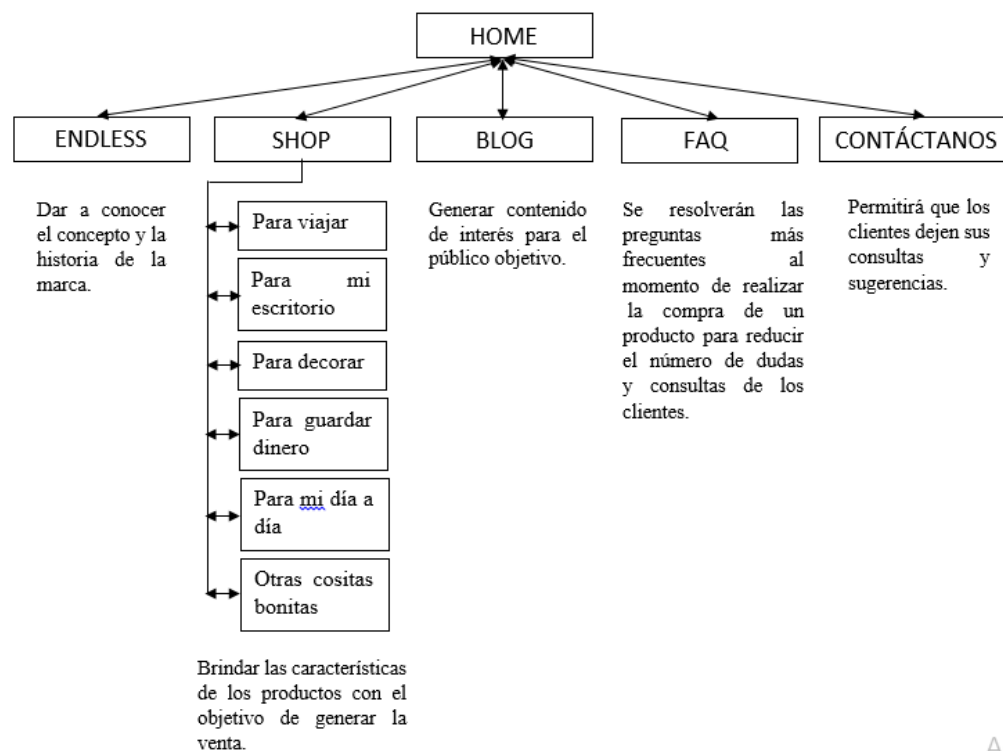 HOME
ENDLESS
SHOP
BLOG
FAQ
CONTÁCTANOS
Dar a conocer
el concepto y la
historia de la
marca.
Para viajar
Para mi
escritorio
Para decorar
Para guardar
dinero
Para mi día a
día
Otras cositas
bonitas
Brindar las características
de los productos con el
objetivo de generar la
venta.
Generar contenido
de interés para el
público objetivo.
Se resolverán las
preguntas más
frecuentes al
momento de realizar
la compra de un
producto para reducir
el número de dudas
y consultas de los
clientes.
Permitirá que los
clientes dejen sus
consultas y
sugerencias.